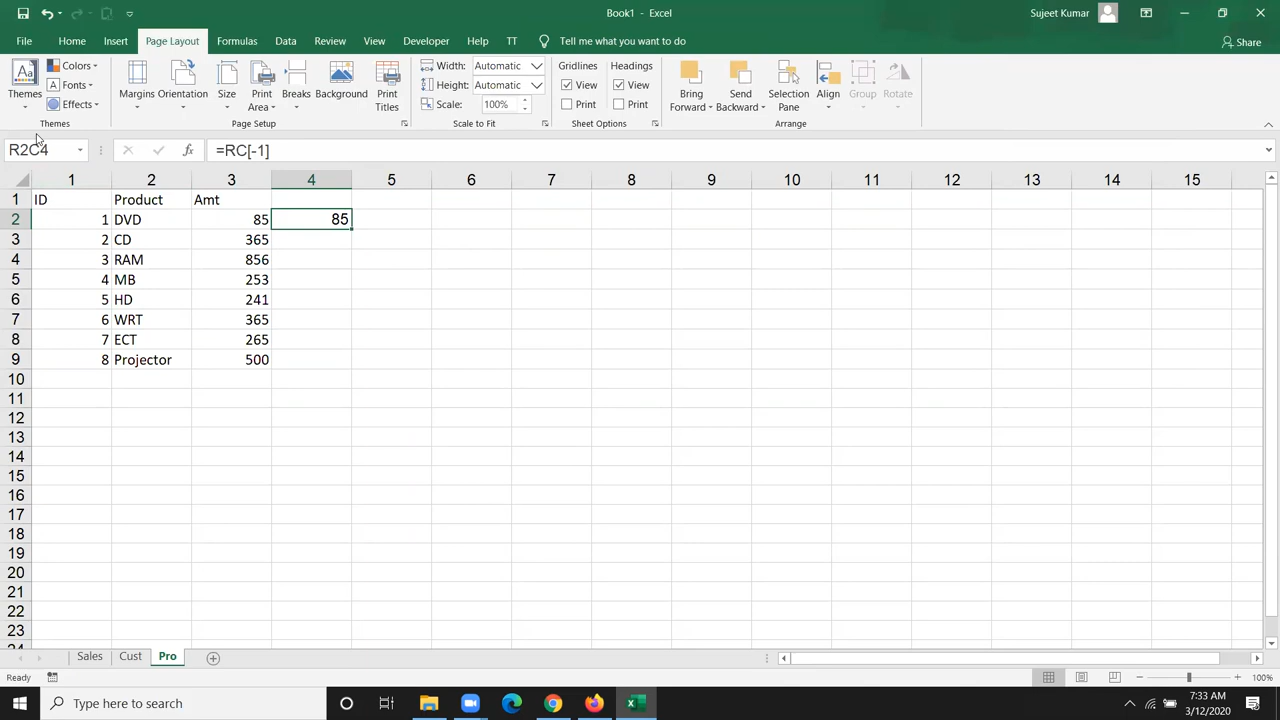 Book1 - Excel
Sujeet Kumar
File Home Insert Page Layout Formulas Data Review View Developer Help TT Tell me what you want to do
Share
Themes
Colors
Fonts
Effects
Margins
Orientation
Size
Print Area
Breaks
Background
Print Titles
Width: Automatic
Height: Automatic
Scale: 100%
Gridlines
View
Print
Headings
View
Print
Bring Forward
Send Backward
Selection Pane
Align
Group
Rotate
Themes Page Setup Scale to Fit Sheet Options Arrange
R2C4 fx =RC[-1]
1 2 3 4 5 6 7 8 9 10 11 12 13 14 15
1 ID Product Amt
2 1 DVD 85 85
3 2 CD 365
4 3 RAM 856
5 4 MB 253
6 5 HD 241
7 6 WRT 365
8 7 ECT 265
9 8 Projector 500
10
11
12
13
14
15
16
17
18
19
20
21
22
23
Sales Cust Pro
Ready 100%
Type here to search
7:33 AM
3/12/2020